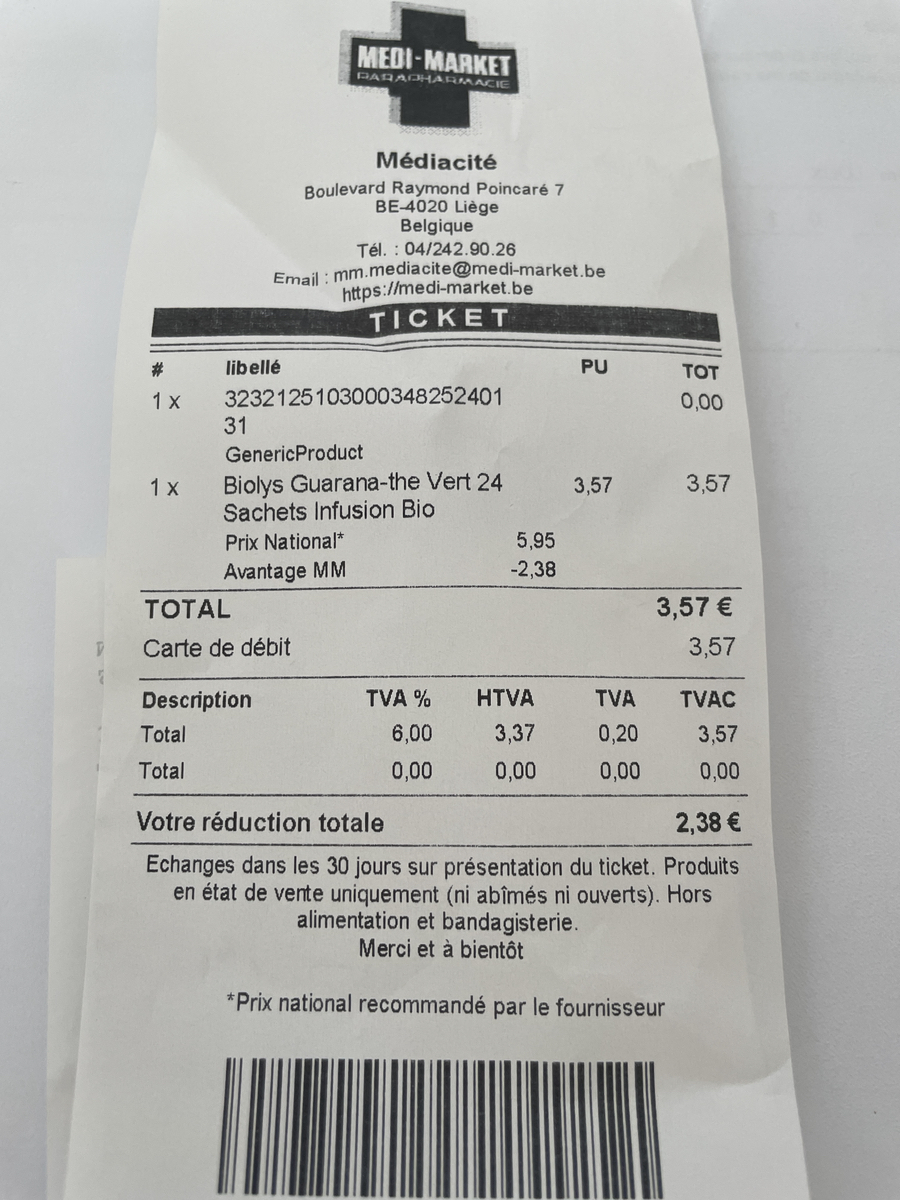 MEDI-MARKET
PARAPHARMACIE
Médiacité
Boulevard Raymond Poincaré 7
BE-4020 Liège
Belgique
Tél. : 04/242.90.26
Email : mm.mediacite@medi-market.be
https://medi-market.be
TICKET
# libellé PU TOT
1 x 3232125103000348252401 0,00
31
GenericProduct
1 x Biolys Guarana-the Vert 24 3,57 3,57
Sachets Infusion Bio
Prix National* 5,95
Avantage MM -2,38
TOTAL 3,57 €
Carte de débit 3,57
Description TVA % HTVA TVA TVAC
Total 6,00 3,37 0,20 3,57
Total 0,00 0,00 0,00 0,00
Votre réduction totale 2,38 €
Echanges dans les 30 jours sur présentation du ticket. Produits
en état de vente uniquement (ni abîmés ni ouverts). Hors
alimentation et bandagisterie.
Merci et à bientôt
*Prix national recommandé par le fournisseur